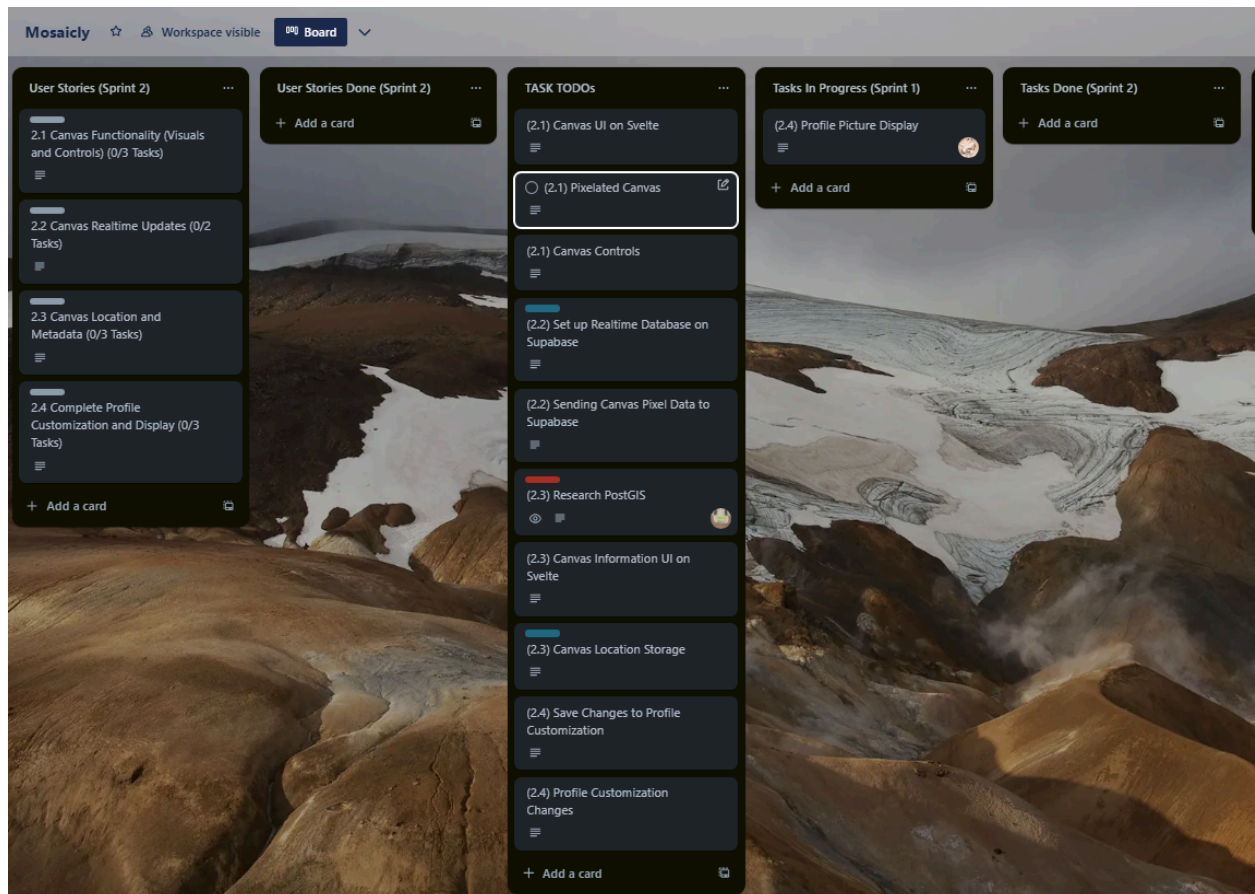 Mosaicly
Workspace visible
Board
User Stories (Sprint 2)
2.1 Canvas Functionality (Visuals
and Controls) (0/3 Tasks)
2.2 Canvas Realtime Updates (0/2
Tasks)
2.3 Canvas Location and
Metadata (0/3 Tasks)
2.4 Complete Profile
Customization and Display (0/3
Tasks)
+ Add a card
User Stories Done (Sprint 2)
+ Add a card
TASK TODOs
(2.1) Canvas UI on Svelte
(2.1) Pixelated Canvas
(2.1) Canvas Controls
(2.2) Set up Realtime Database on
Supabase
(2.2) Sending Canvas Pixel Data to
Supabase
(2.3) Research PostGIS
(2.3) Canvas Information UI on
Svelte
(2.3) Canvas Location Storage
(2.4) Save Changes to Profile
Customization
(2.4) Profile Customization
Changes
+ Add a card
Tasks In Progress (Sprint 1)
(2.4) Profile Picture Display
+ Add a card
Tasks Done (Sprint 2)
+ Add a card